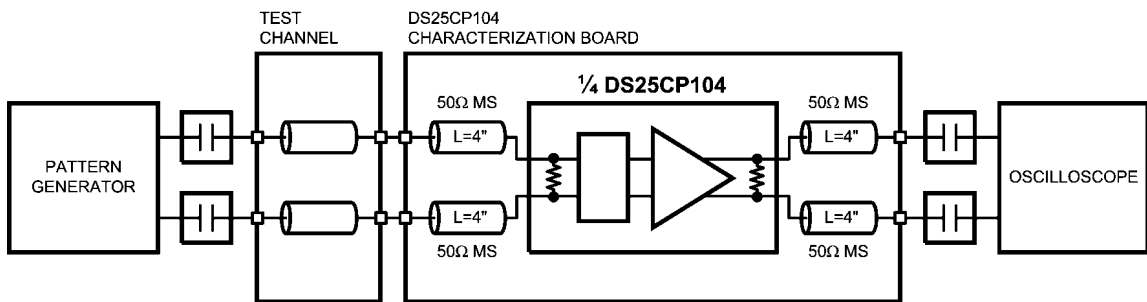 TEST
CHANNEL
DS25CP104
CHARACTERIZATION BOARD
¼ DS25CP104
50Ω MS
50Ω MS
L=4"
L=4"
PATTERN
GENERATOR
OSCILLOSCOPE
L=4"
L=4"
50Ω MS
50Ω MS